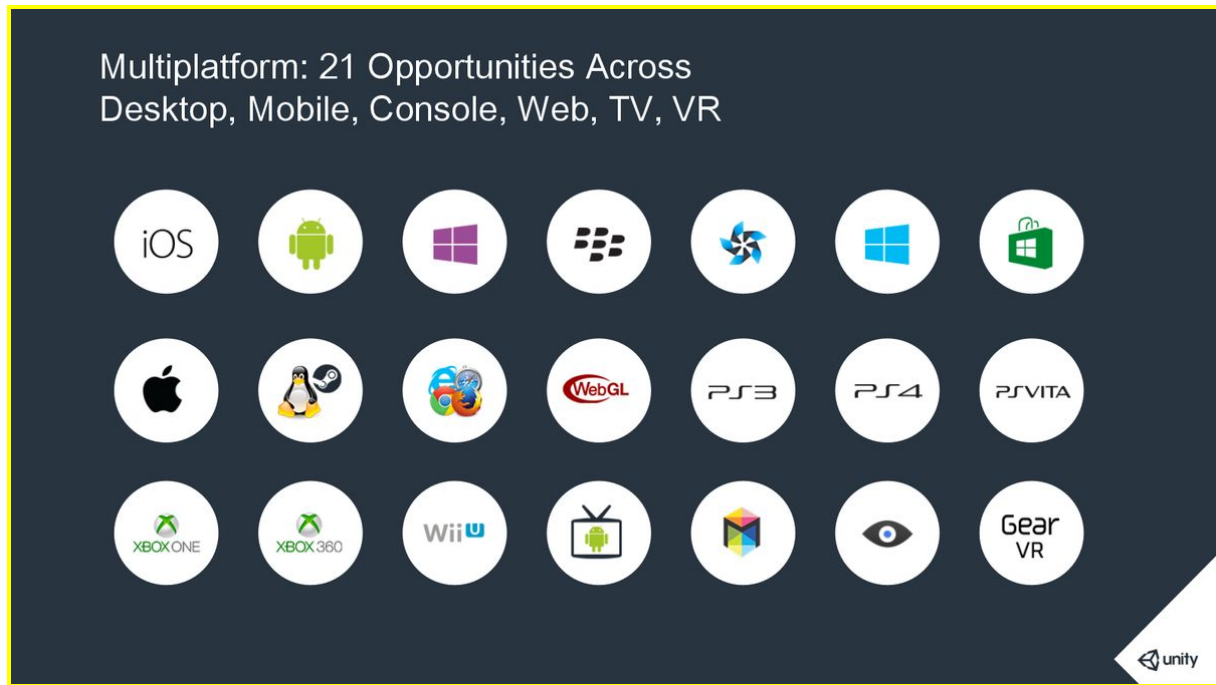 Multiplatform: 21 Opportunities Across
Desktop, Mobile, Console, Web, TV, VR
iOS
WebGL
PS3
PS4
PSVITA
XBOX ONE
XBOX 360
Wii U
Gear
VR
unity